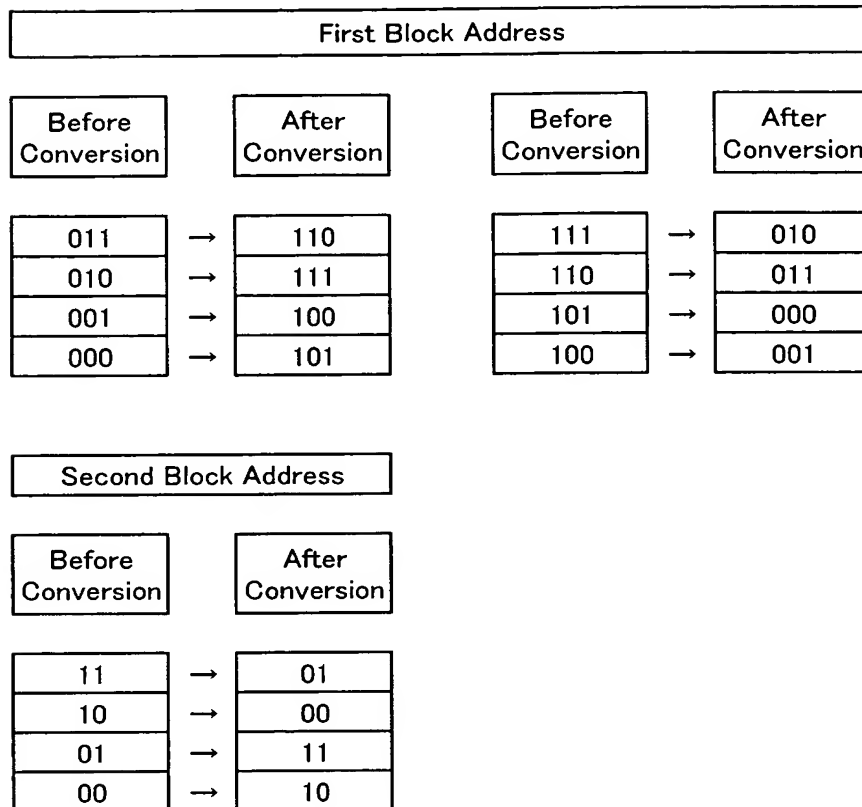 First Block Address
Before
Conversion
After
Conversion
Before
Conversion
After
Conversion
011 → 110
010 → 111
001 → 100
000 → 101
111 → 010
110 → 011
101 → 000
100 → 001
Second Block Address
Before
Conversion
After
Conversion
11 → 01
10 → 00
01 → 11
00 → 10